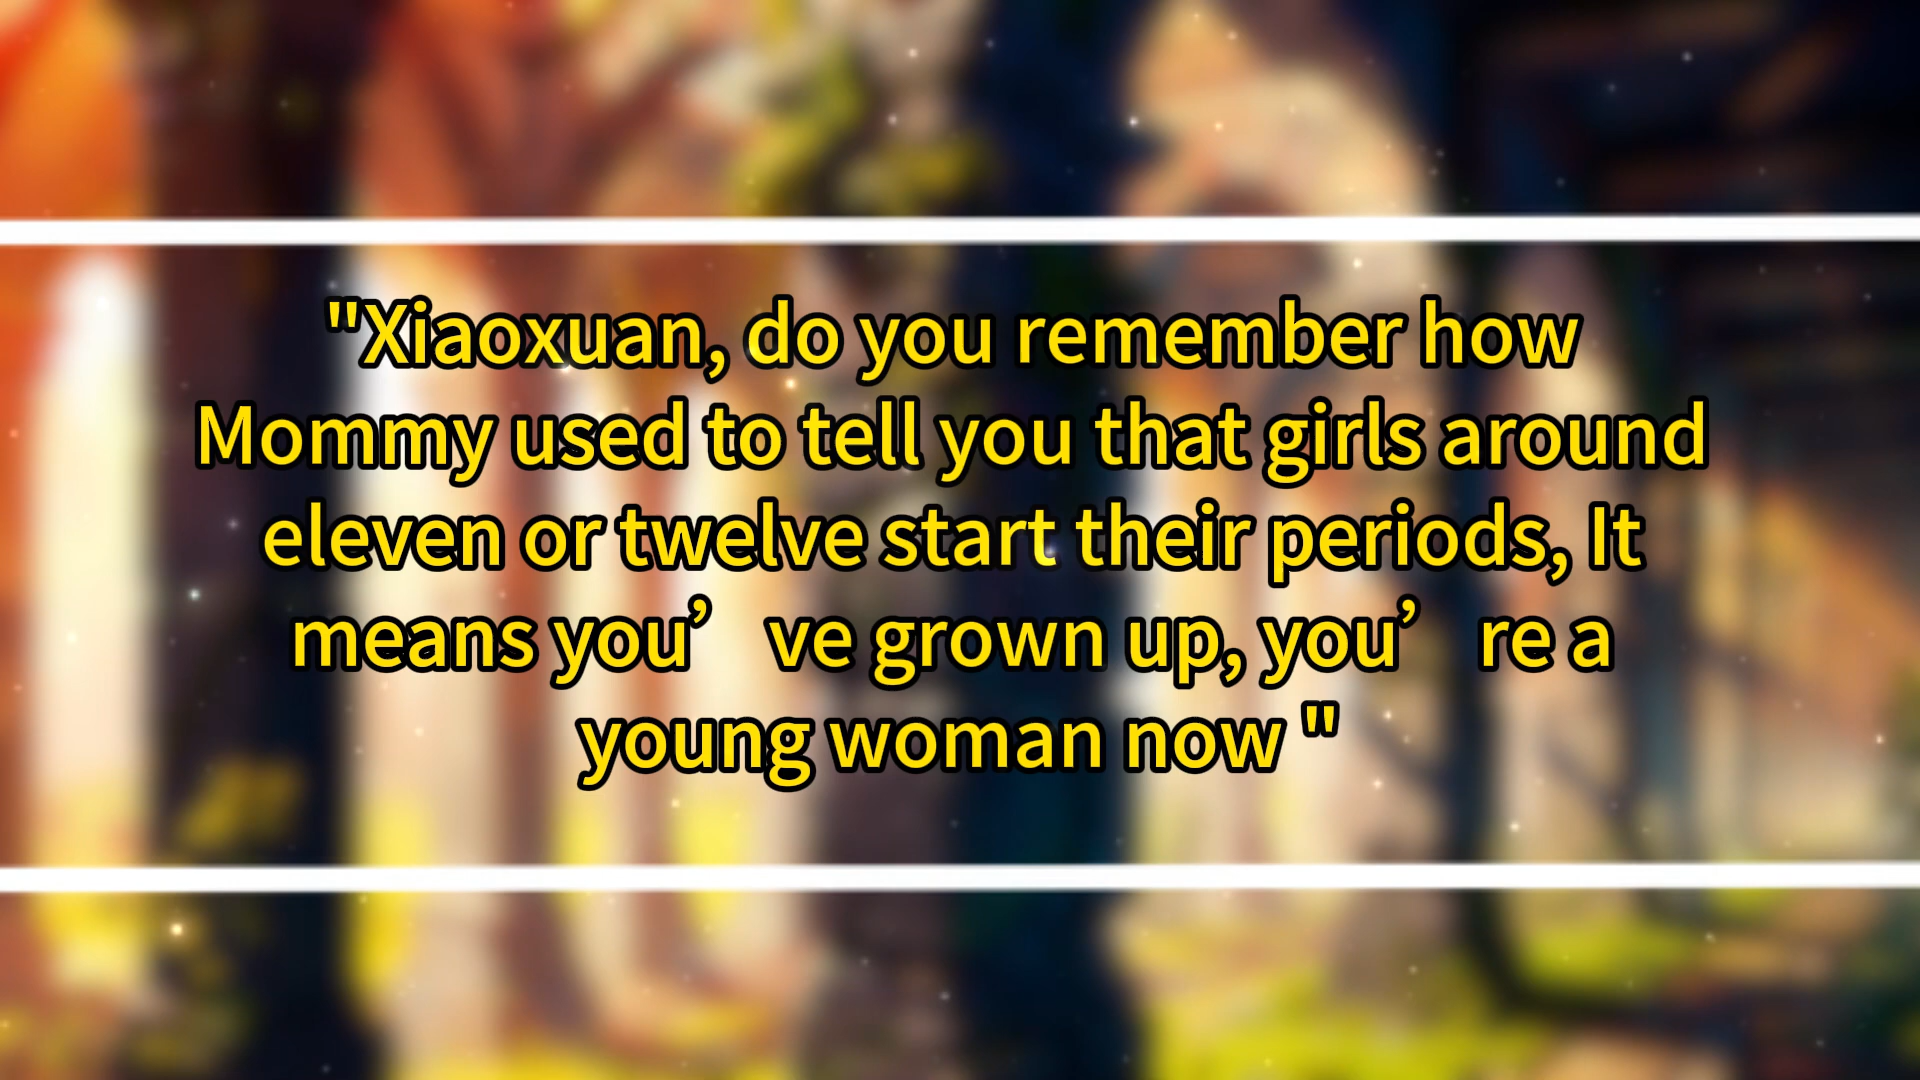 "Xiaoxuan, do you remember how
Mommy used to tell you that girls around
eleven or twelve start their periods, It
means you’ve grown up, you’re a
young woman now "